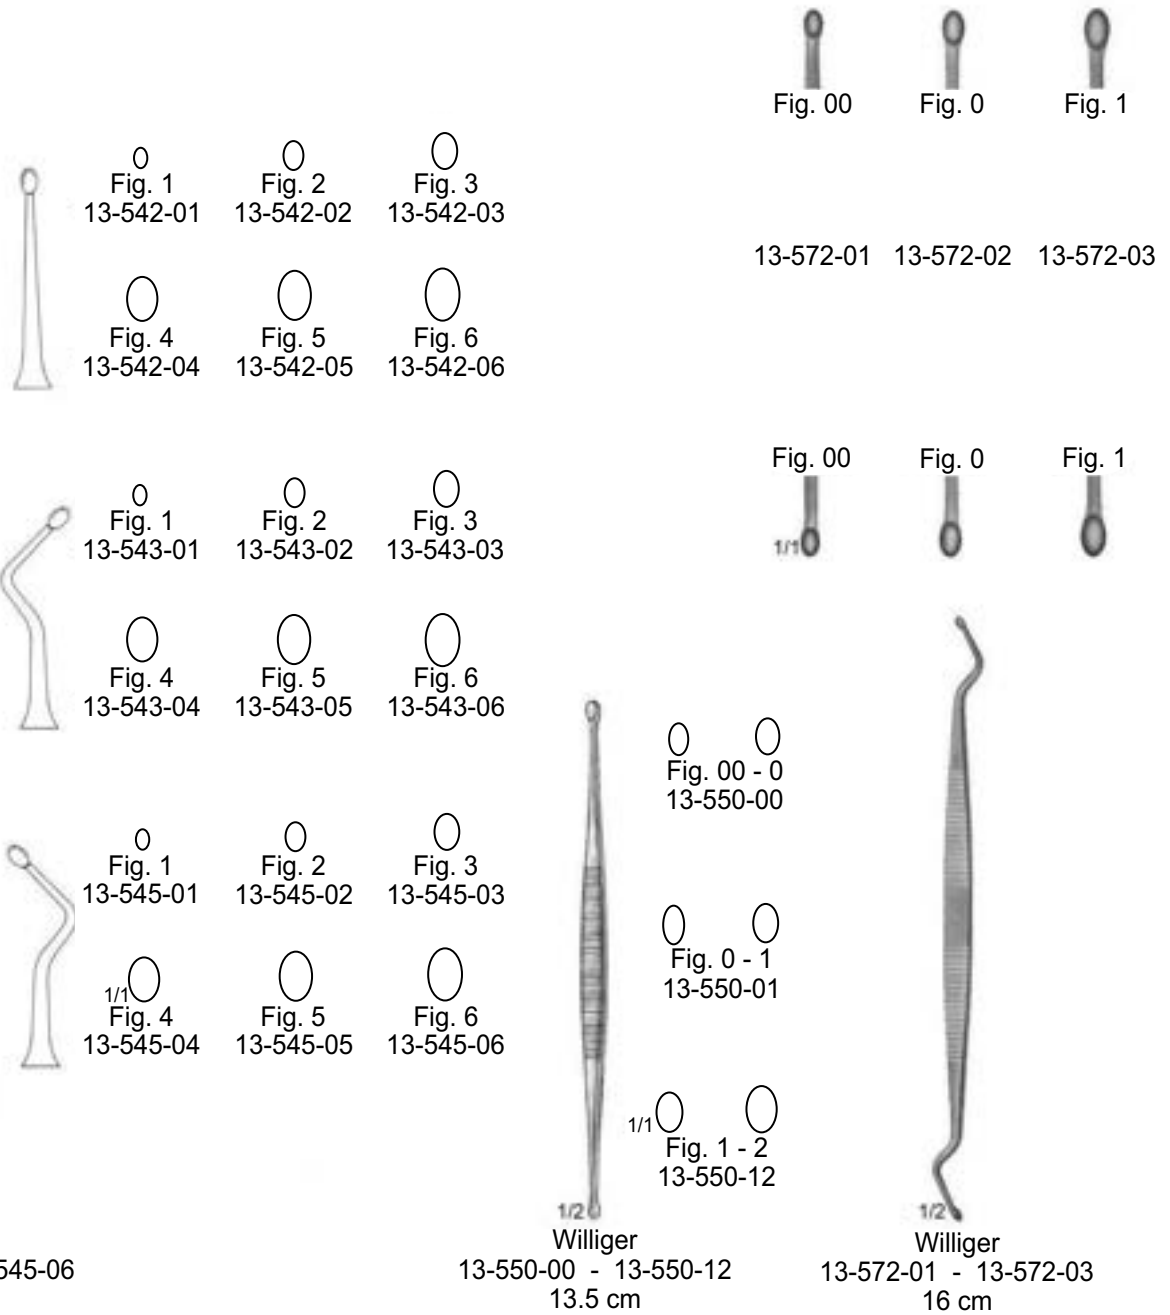 Fig. 00 Fig. 0 Fig. 1
Fig. 1 Fig. 2 Fig. 3
13-542-01 13-542-02 13-542-03
13-572-01 13-572-02 13-572-03
Fig. 4 Fig. 5 Fig. 6
13-542-04 13-542-05 13-542-06
Fig. 00 Fig. 0 Fig. 1
1/1
Fig. 1 Fig. 2 Fig. 3
13-543-01 13-543-02 13-543-03
Fig. 4 Fig. 5 Fig. 6
13-543-04 13-543-05 13-543-06
Fig. 00 - 0
13-550-00
Fig. 1 Fig. 2 Fig. 3
13-545-01 13-545-02 13-545-03
Fig. 0 - 1
13-550-01
1/1
Fig. 4 Fig. 5 Fig. 6
13-545-04 13-545-05 13-545-06
1/1
Fig. 1 - 2
13-550-12
1/2
Williger
13-550-00 - 13-550-12
13.5 cm
1/2
Williger
13-572-01 - 13-572-03
16 cm
545-06